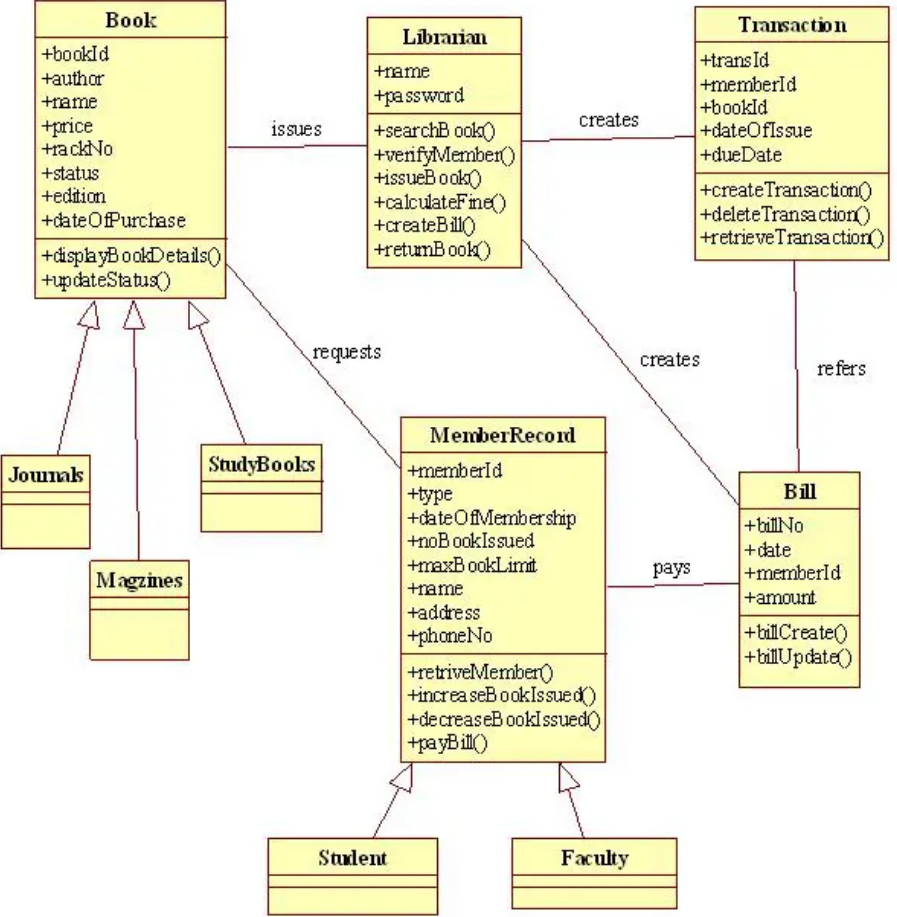 Book
+bookId
+author
+name
+price
+rackNo
+status
+edition
+dateOfPurchase
+displayBookDetails()
+updateStatus()
issues
Librarian
+name
+password
+searchBook()
+verifyMember()
+issueBook()
+calculateFine()
+createBill()
+returnBook()
creates
Transaction
+transId
+memberId
+bookId
+dateOfIssue
+dueDate
+createTransaction()
+deleteTransaction()
+retrieveTransaction()
requests
creates
refers
Journals
StudyBooks
Magzines
MemberRecord
+memberId
+type
+dateOfMembership
+noBookIssued
+maxBookLimit
+name
+address
+phoneNo
+retriveMember()
+increaseBookIssued()
+decreaseBookIssued()
+payBill()
pays
Bill
+billNo
+date
+memberId
+amount
+billCreate()
+billUpdate()
Student
Faculty